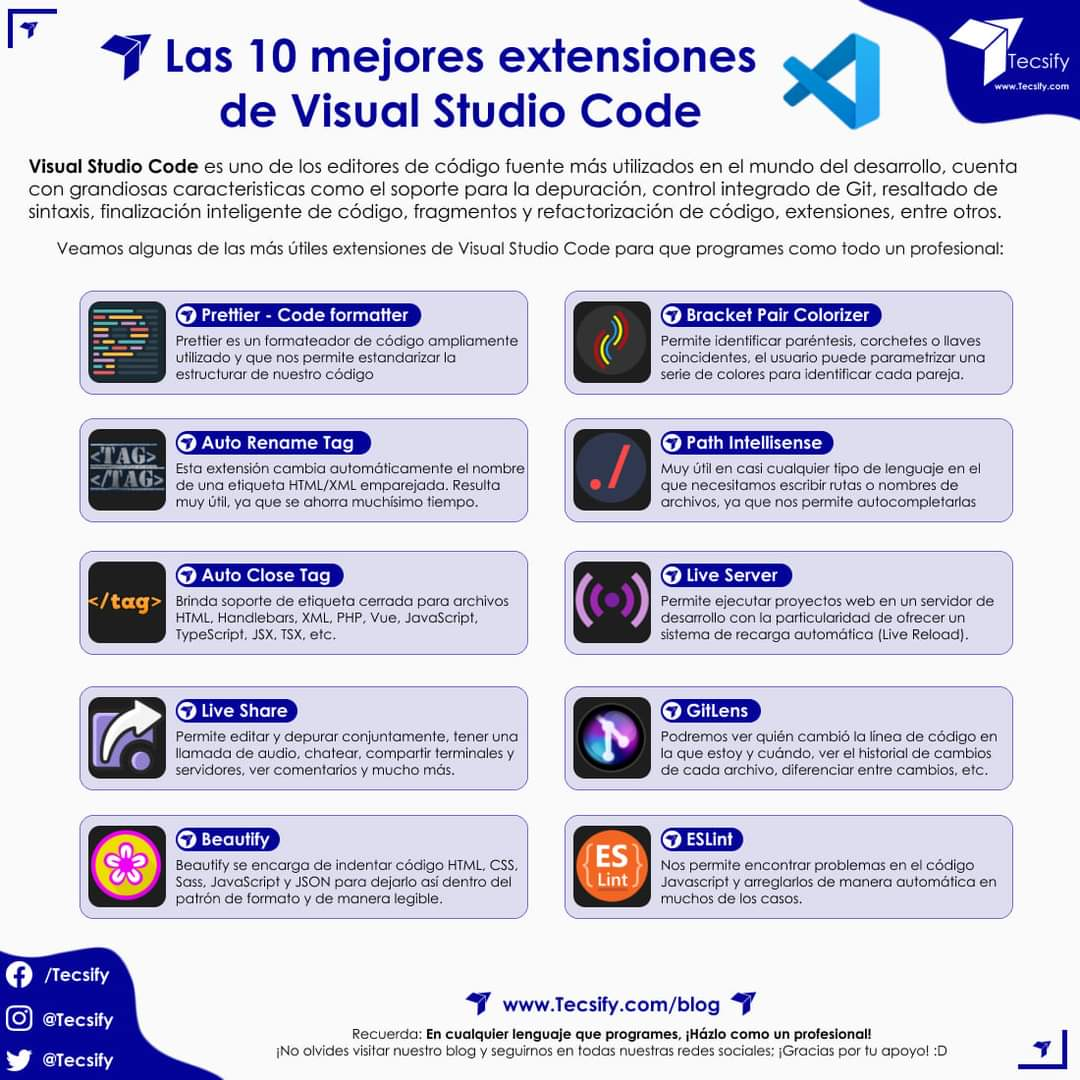 Las 10 mejores extensiones
de Visual Studio Code
Tecsify
www.Tecsify.com
Visual Studio Code es uno de los editores de código fuente más utilizados en el mundo del desarrollo, cuenta
con grandiosas caracteristicas como el soporte para la depuración, control integrado de Git, resaltado de
sintaxis, finalización inteligente de código, fragmentos y refactorización de código, extensiones, entre otros.
Veamos algunas de las más útiles extensiones de Visual Studio Code para que programes como todo un profesional:
Prettier - Code formatter
Prettier es un formateador de código ampliamente
utilizado y que nos permite estandarizar la
estructurar de nuestro código
Bracket Pair Colorizer
Permite identificar paréntesis, corchetes o llaves
coincidentes, el usuario puede parametrizar una
serie de colores para identificar cada pareja.
<TAG>
</TAG>
Auto Rename Tag
Esta extensión cambia automáticamente el nombre
de una etiqueta HTML/XML emparejada. Resulta
muy útil, ya que se ahorra muchísimo tiempo.
./
Path Intellisense
Muy útil en casi cualquier tipo de lenguaje en el
que necesitamos escribir rutas o nombres de
archivos, ya que nos permite autocompletarlas
</tag>
Auto Close Tag
Brinda soporte de etiqueta cerrada para archivos
HTML, Handlebars, XML, PHP, Vue, JavaScript,
TypeScript, JSX, TSX, etc.
Live Server
Permite ejecutar proyectos web en un servidor de
desarrollo con la particularidad de ofrecer un
sistema de recarga automática (Live Reload).
Live Share
Permite editar y depurar conjuntamente, tener una
llamada de audio, chatear, compartir terminales y
servidores, ver comentarios y mucho más.
GitLens
Podremos ver quién cambió la línea de código en
la que estoy y cuándo, ver el historial de cambios
de cada archivo, diferenciar entre cambios, etc.
Beautify
Beautify se encarga de indentar código HTML, CSS,
Sass, JavaScript y JSON para dejarlo así dentro del
patrón de formato y de manera legible.
{ES
Lint}
ESLint
Nos permite encontrar problemas en el código
Javascript y arreglarlos de manera automática en
muchos de los casos.
/Tecsify
@Tecsify
@Tecsify
www.Tecsify.com/blog
Recuerda: En cualquier lenguaje que programes, ¡Házlo como un profesional!
¡No olvides visitar nuestro blog y seguirnos en todas nuestras redes sociales; ¡Gracias por tu apoyo! :D